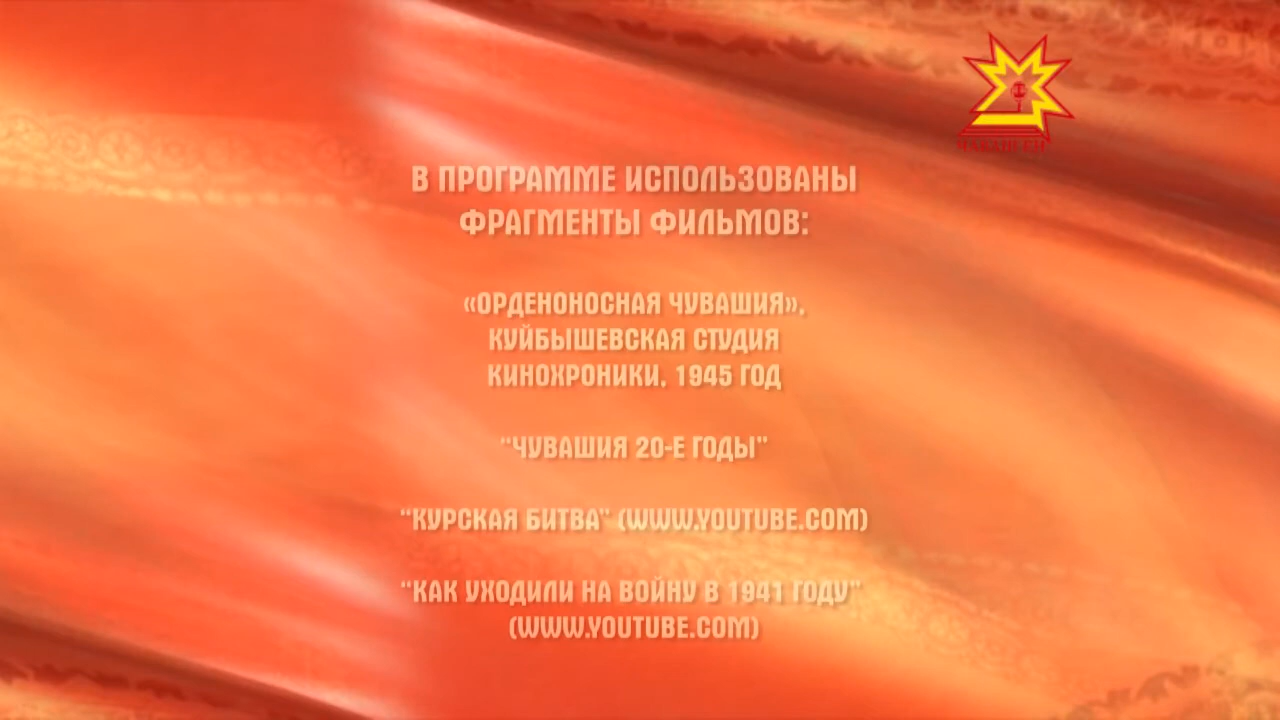 В ПРОГРАММЕ ИСПОЛЬЗОВАНЫ
ФРАГМЕНТЫ ФИЛЬМОВ:
«ОРДЕНОНОСНАЯ ЧУВАШИЯ»,
КУЙБЫШЕВСКАЯ СТУДИЯ
КИНОХРОНИКИ. 1945 ГОД
"ЧУВАШИЯ 20-Е ГОДЫ"
"КУРСКАЯ БИТВА" (WWW.YOUTUBE.COM)
"КАК УХОДИЛИ НА ВОЙНУ В 1941 ГОДУ"
(WWW.YOUTUBE.COM)